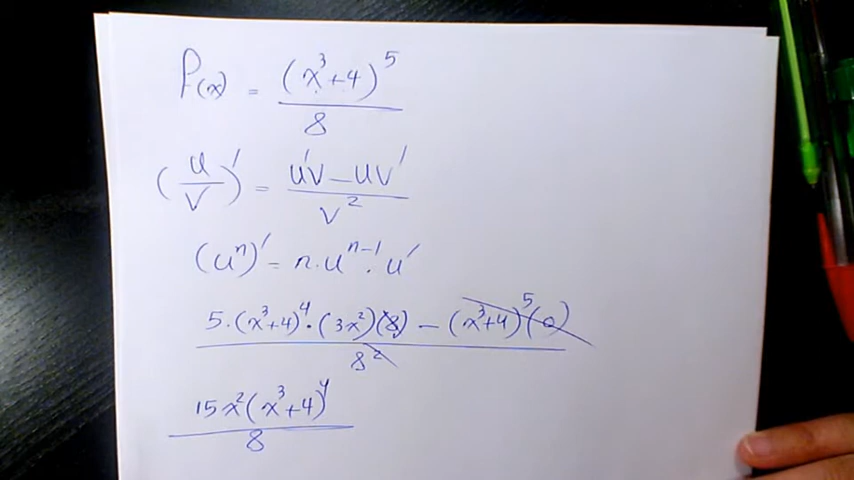 f(x) = (x³+4)⁵ / 8
(u/v)′ = (u′v − uv′) / v²
(uⁿ)′ = n·uⁿ⁻¹·u′
(5·(x³+4)⁴·(3x²)(8) − (x³+4)⁵(0)) / 8²
15x²(x³+4)⁴ / 8